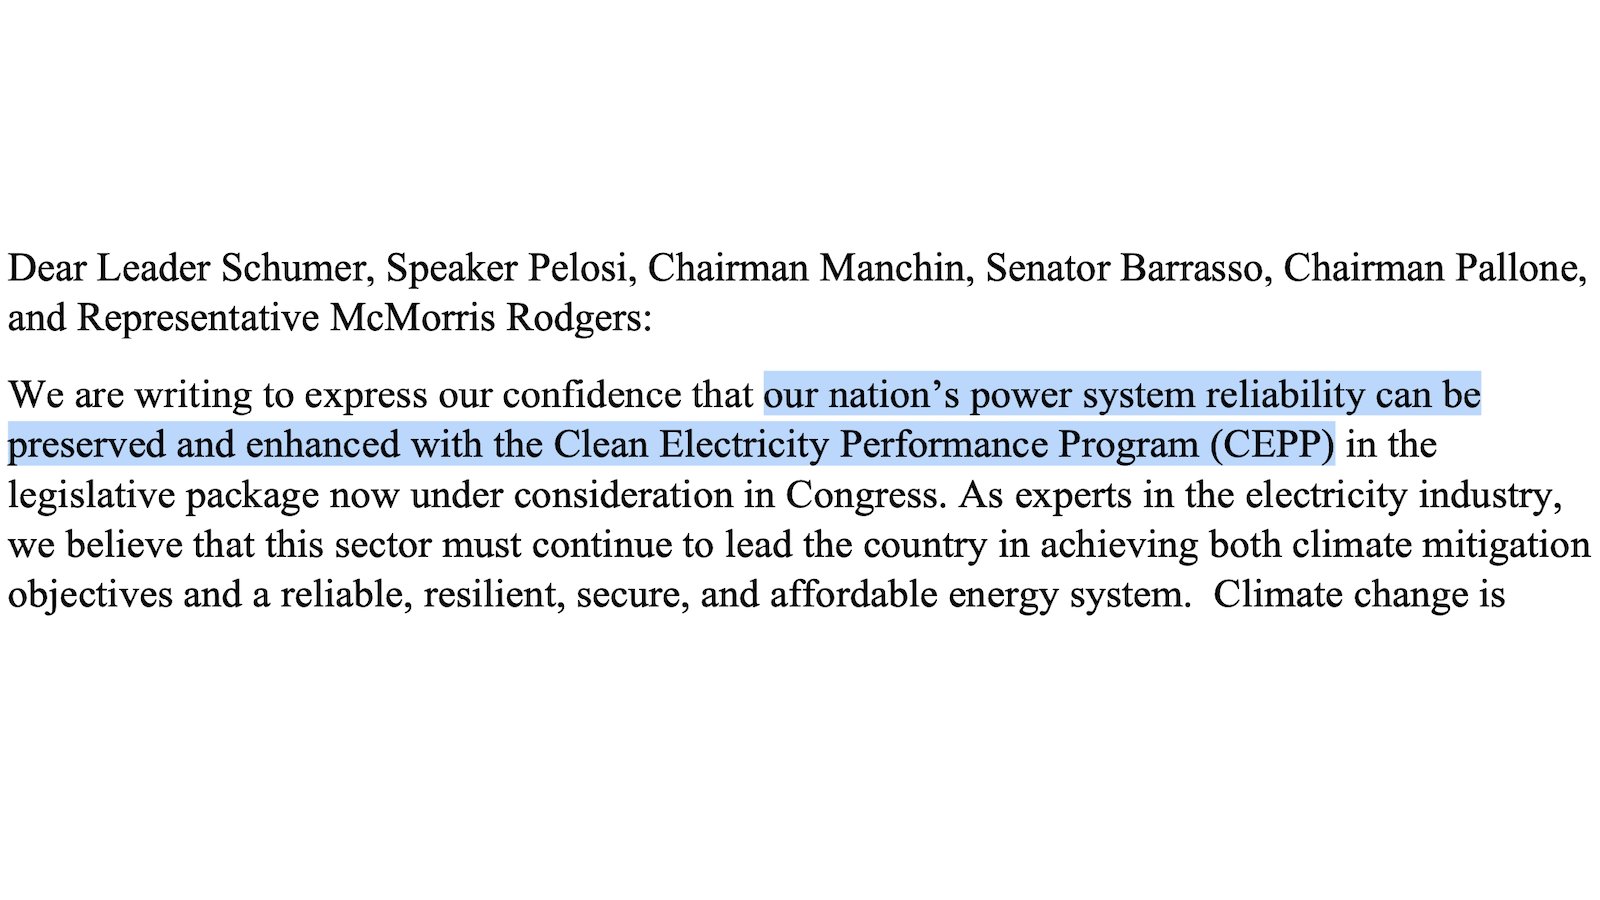 Dear Leader Schumer, Speaker Pelosi, Chairman Manchin, Senator Barrasso, Chairman Pallone,
and Representative McMorris Rodgers:
We are writing to express our confidence that our nation’s power system reliability can be
preserved and enhanced with the Clean Electricity Performance Program (CEPP) in the
legislative package now under consideration in Congress. As experts in the electricity industry,
we believe that this sector must continue to lead the country in achieving both climate mitigation
objectives and a reliable, resilient, secure, and affordable energy system.  Climate change is